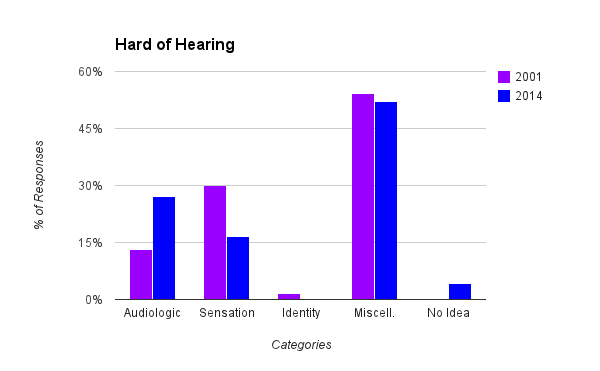 Hard of Hearing
60%
45%
30%
15%
0%
% of Responses
Audiologic Sensation Identity Miscell. No Idea
Categories
2001
2014